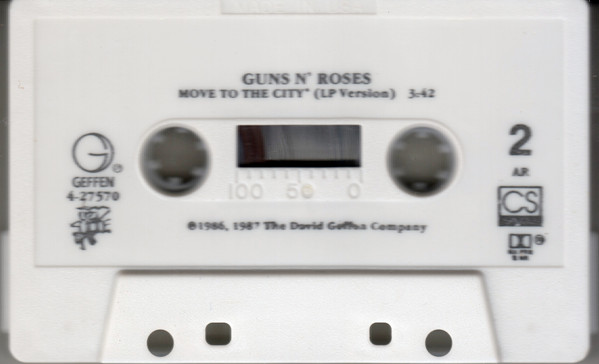 GUNS N' ROSES
MOVE TO THE CITY* (LP Version) 3:42
2
AR
G ®
GEFFEN
4-27570
100 50 0
CS
℗1986, 1987 The David Geffen Company